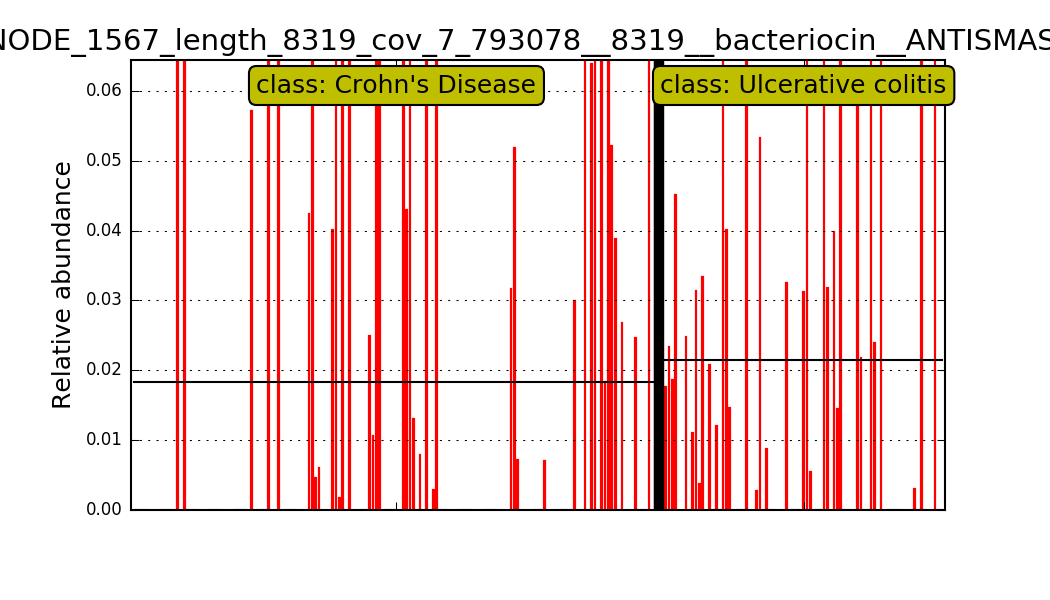 NODE_1567_length_8319_cov_7_793078__8319__bacteriocin__ANTISMAS
class: Crohn's Disease
class: Ulcerative colitis
Relative abundance
0.06
0.05
0.04
0.03
0.02
0.01
0.00